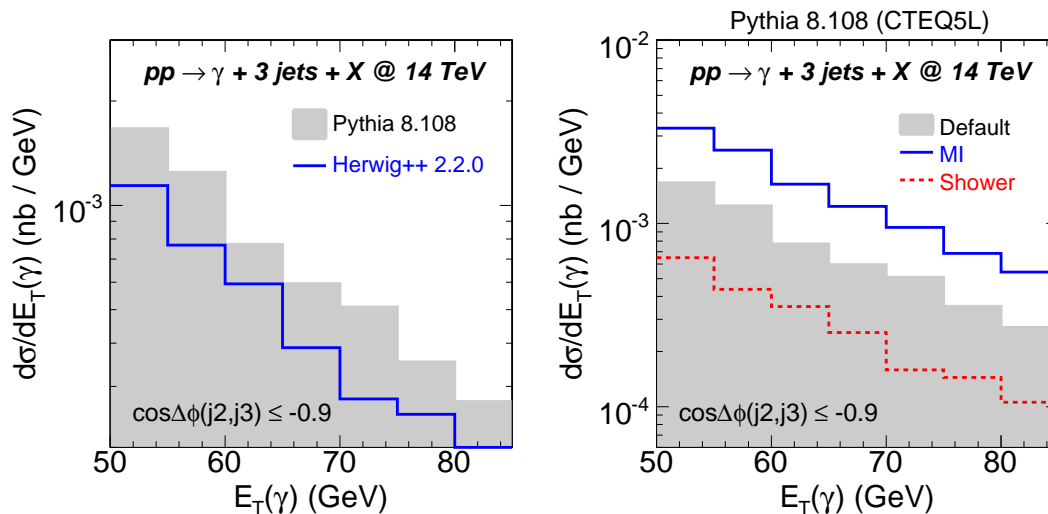 pp → γ + 3 jets + X @ 14 TeV
Pythia 8.108
Herwig++ 2.2.0
10⁻³
dσ/dE_T(γ) (nb / GeV)
cosΔϕ(j2,j3) ≤ -0.9
50 60 70 80
E_T(γ) (GeV)
Pythia 8.108 (CTEQ5L)
pp → γ + 3 jets + X @ 14 TeV
Default
MI
Shower
10⁻²
10⁻³
10⁻⁴
dσ/dE_T(γ) (nb / GeV)
cosΔϕ(j2,j3) ≤ -0.9
50 60 70 80
E_T(γ) (GeV)